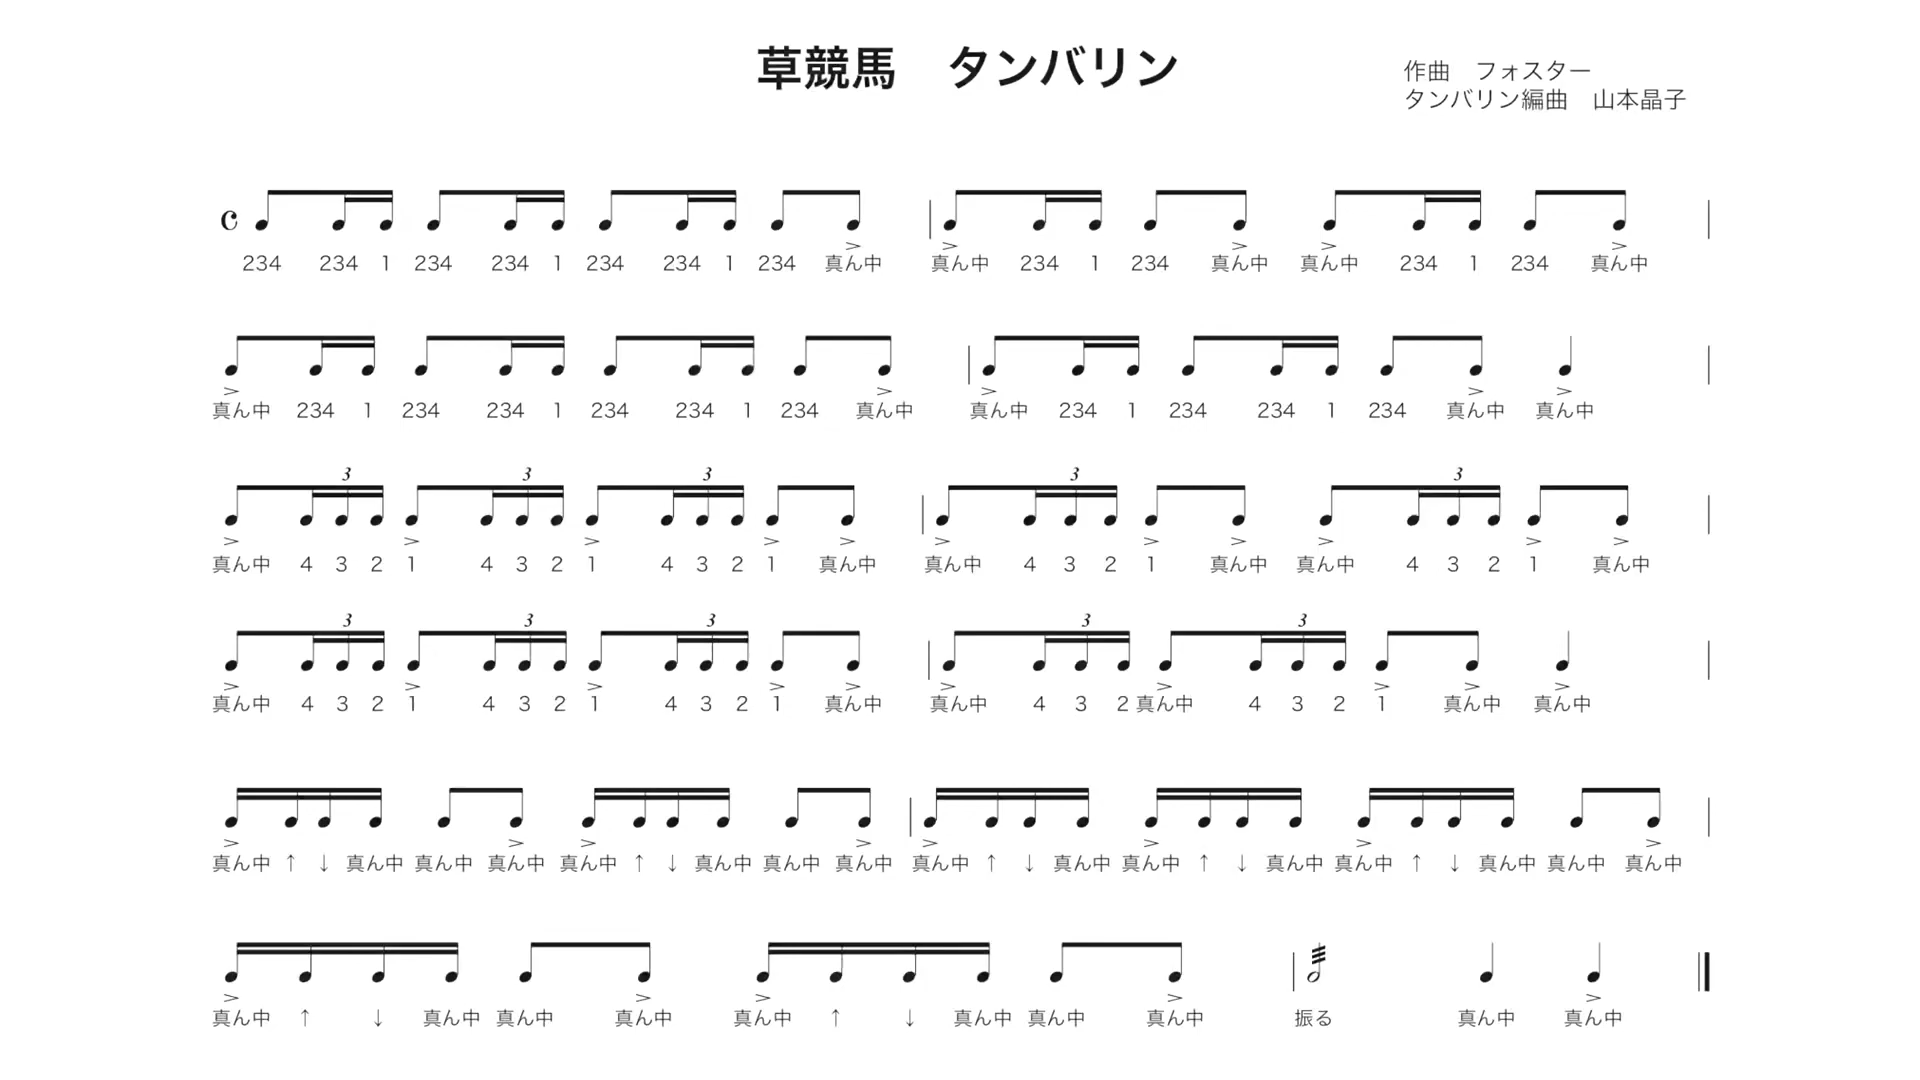 草競馬　タンバリン
作曲　フォスター
タンバリン編曲　山本晶子
234 234 1 234 234 1 234 234 1 234 真ん中 真ん中 234 1 234 真ん中 真ん中 234 1 234 真ん中
真ん中 234 1 234 234 1 234 234 1 234 真ん中 真ん中 234 1 234 234 1 234 真ん中 真ん中
3 3 3 3 3
真ん中 4 3 2 1 4 3 2 1 4 3 2 1 真ん中 真ん中 4 3 2 1 真ん中 真ん中 4 3 2 1 真ん中
3 3 3 3 3
真ん中 4 3 2 1 4 3 2 1 4 3 2 1 真ん中 真ん中 4 3 2 真ん中 4 3 2 1 真ん中 真ん中
真ん中 ↑ ↓ 真ん中 真ん中 真ん中 真ん中 ↑ ↓ 真ん中 真ん中 真ん中 真ん中 ↑ ↓ 真ん中 真ん中 ↑ ↓ 真ん中 真ん中 ↑ ↓ 真ん中 真ん中 真ん中
真ん中 ↑ ↓ 真ん中 真ん中 真ん中 真ん中 ↑ ↓ 真ん中 真ん中 真ん中 振る 真ん中 真ん中